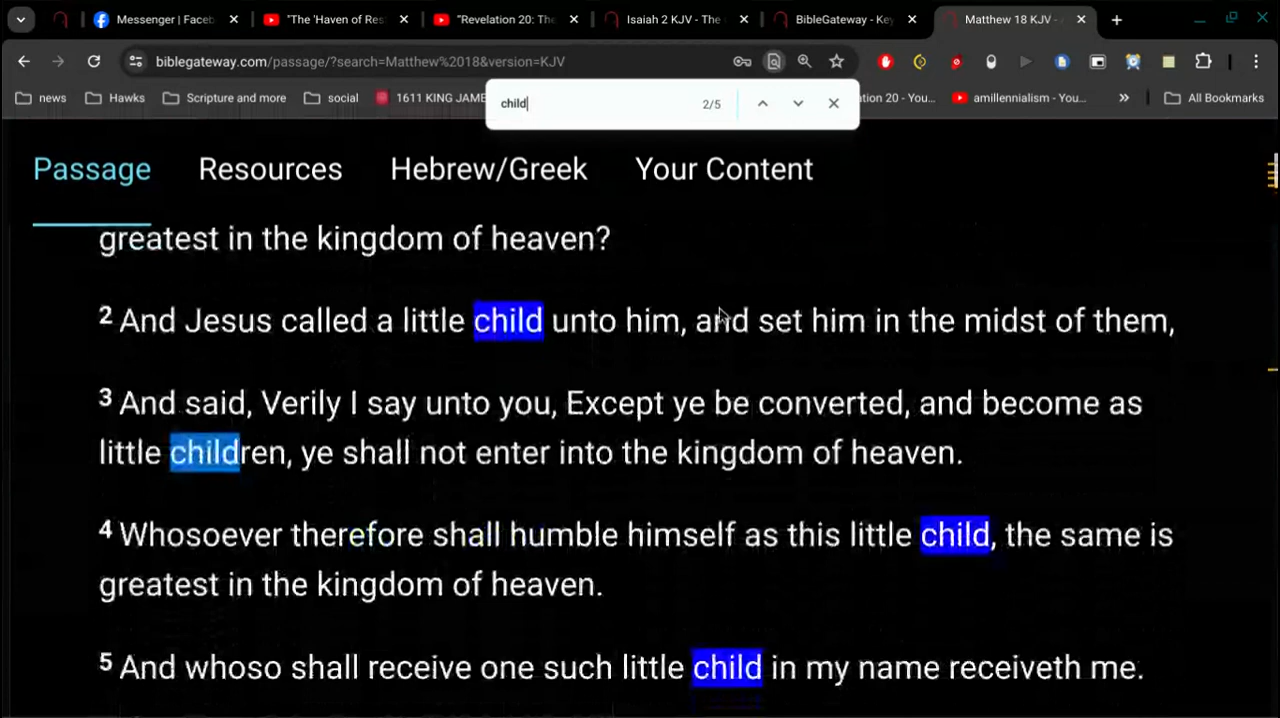 Messenger | Faceb
"The 'Haven of Res
"Revelation 20: The
Isaiah 2 KJV - The
BibleGateway - Key
Matthew 18 KJV -
biblegateway.com/passage/?search=Matthew%2018&version=KJV
news
Hawks
Scripture and more
social
1611 KING JAME
ation 20 - You...
amillennialism - You...
All Bookmarks
child
2/5
Passage
Resources
Hebrew/Greek
Your Content
greatest in the kingdom of heaven?
2 And Jesus called a little child unto him, and set him in the midst of them,
3 And said, Verily I say unto you, Except ye be converted, and become as
little children, ye shall not enter into the kingdom of heaven.
4 Whosoever therefore shall humble himself as this little child, the same is
greatest in the kingdom of heaven.
5 And whoso shall receive one such little child in my name receiveth me.